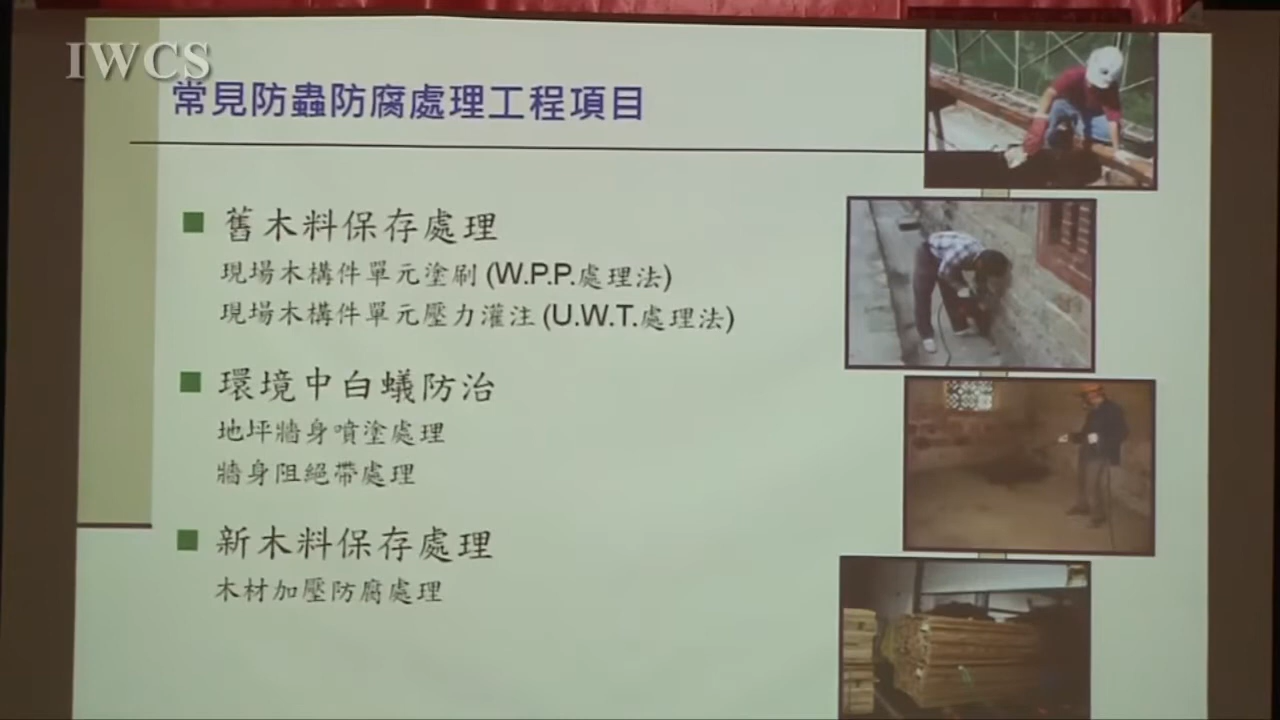 IWCS
常見防蟲防腐處理工程項目
舊木料保存處理
現場木構件單元塗刷 (W.P.P.處理法)
現場木構件單元壓力灌注 (U.W.T.處理法)
環境中白蟻防治
地坪牆身噴塗處理
牆身阻絕帶處理
新木料保存處理
木材加壓防腐處理